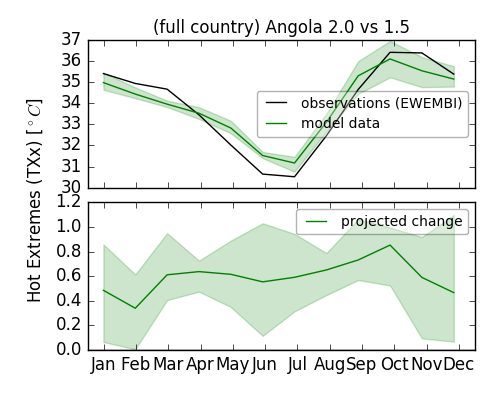 (full country) Angola 2.0 vs 1.5
Hot Extremes (TXx) [°C]
37
36
35
34
33
32
31
30
observations (EWEMBI)
model data
1.2
1.0
0.8
0.6
0.4
0.2
0.0
projected change
Jan Feb Mar Apr May Jun Jul Aug Sep Oct Nov Dec